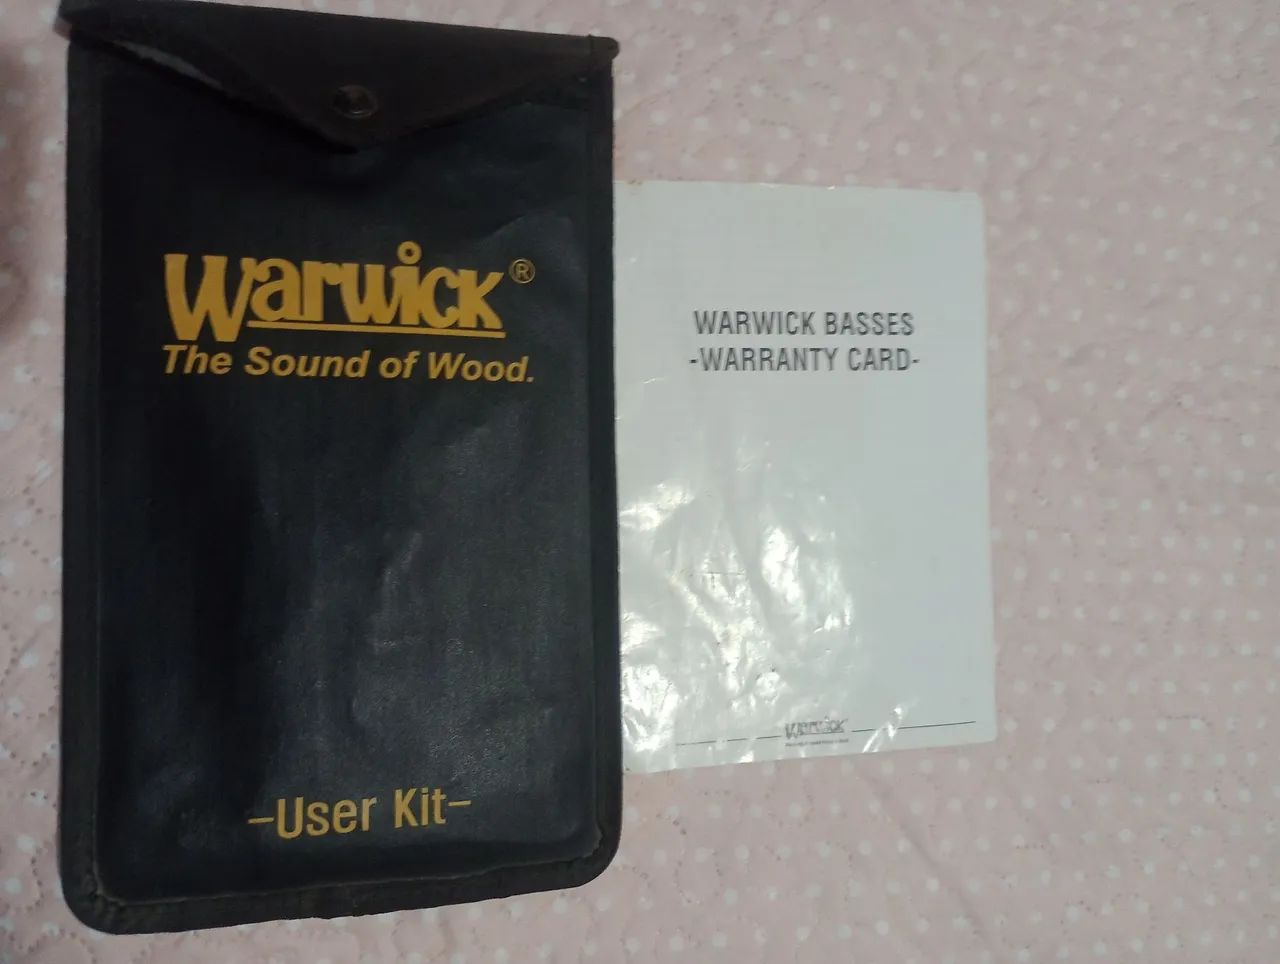 Warwick®
The Sound of Wood.
-User Kit-
WARWICK BASSES
-WARRANTY CARD-
Warwick